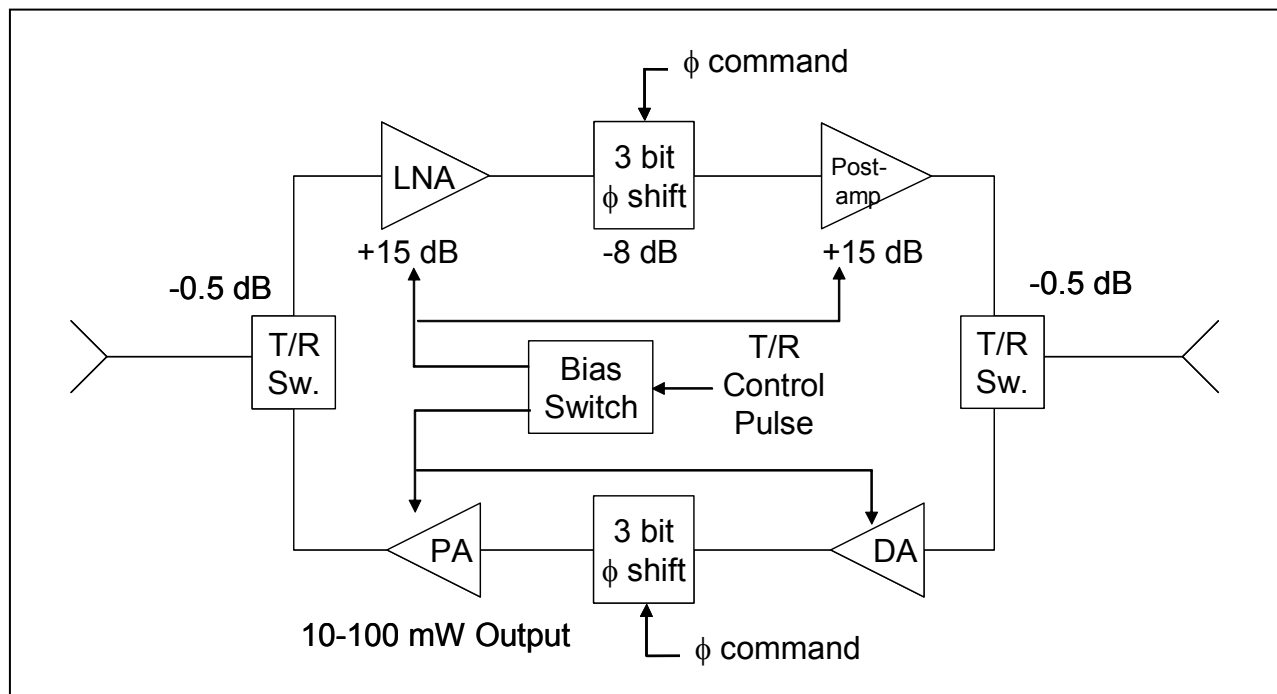 ϕ command
LNA
3 bit
ϕ shift
Post-
amp
+15 dB
-8 dB
+15 dB
-0.5 dB
-0.5 dB
T/R
Sw.
Bias
Switch
T/R
Control
Pulse
T/R
Sw.
PA
3 bit
ϕ shift
DA
10-100 mW Output
ϕ command